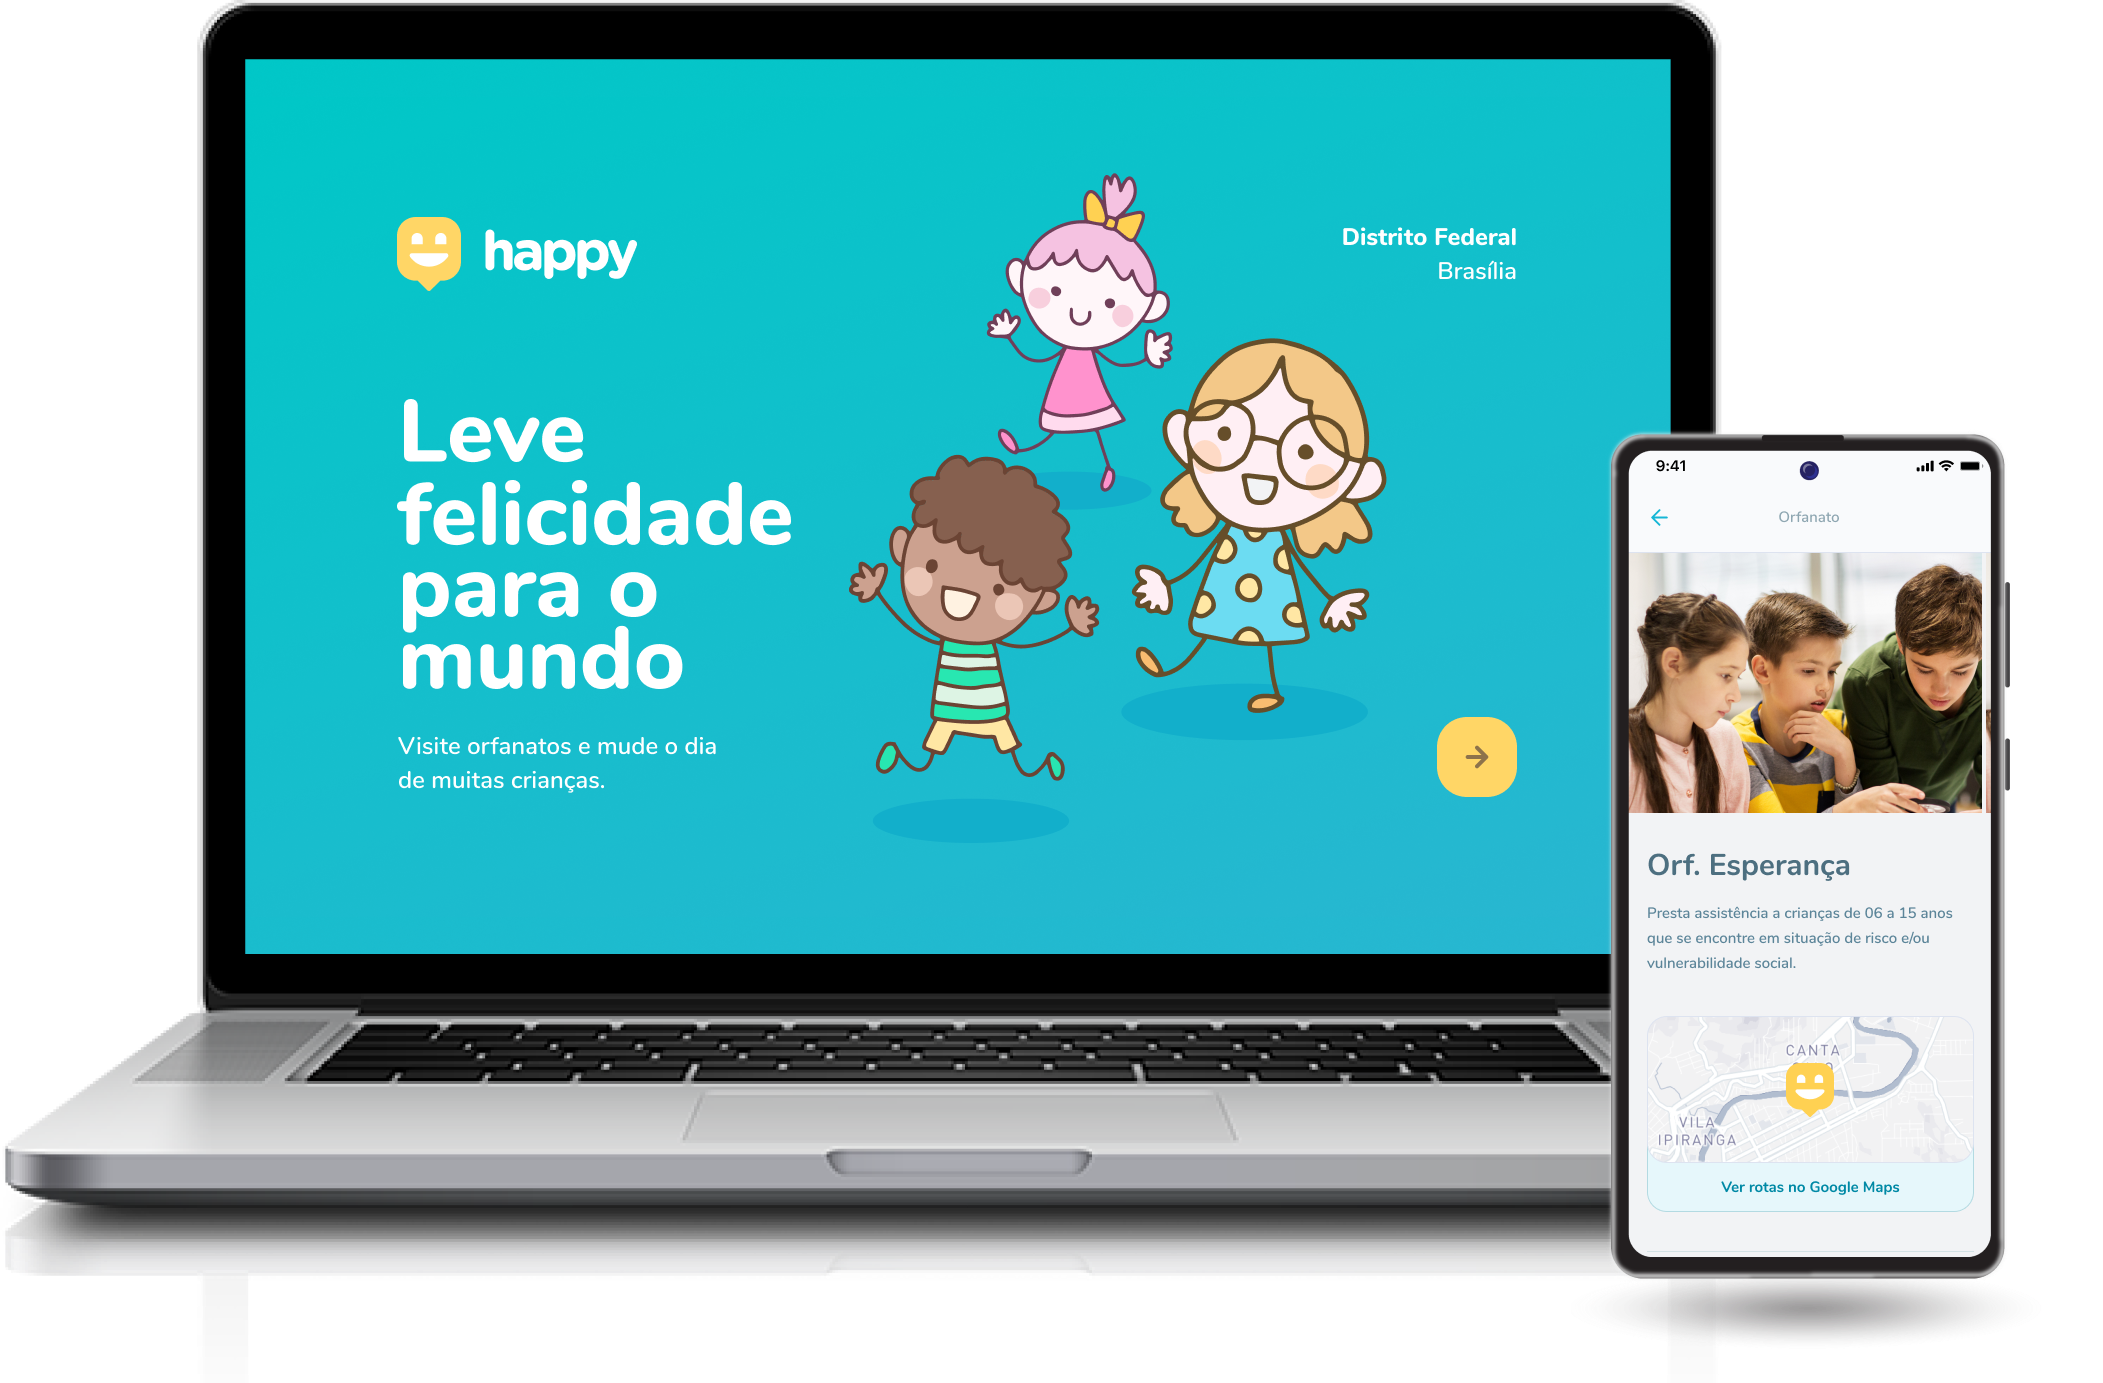 happy
Distrito Federal
Brasília
Leve
felicidade
para o
mundo
Visite orfanatos e mude o dia
de muitas crianças.
9:41
Orfanato
Orf. Esperança
Presta assistência a crianças de 06 a 15 anos
que se encontre em situação de risco e/ou
vulnerabilidade social.
CANTA
VILA
IPIRANGA
Ver rotas no Google Maps